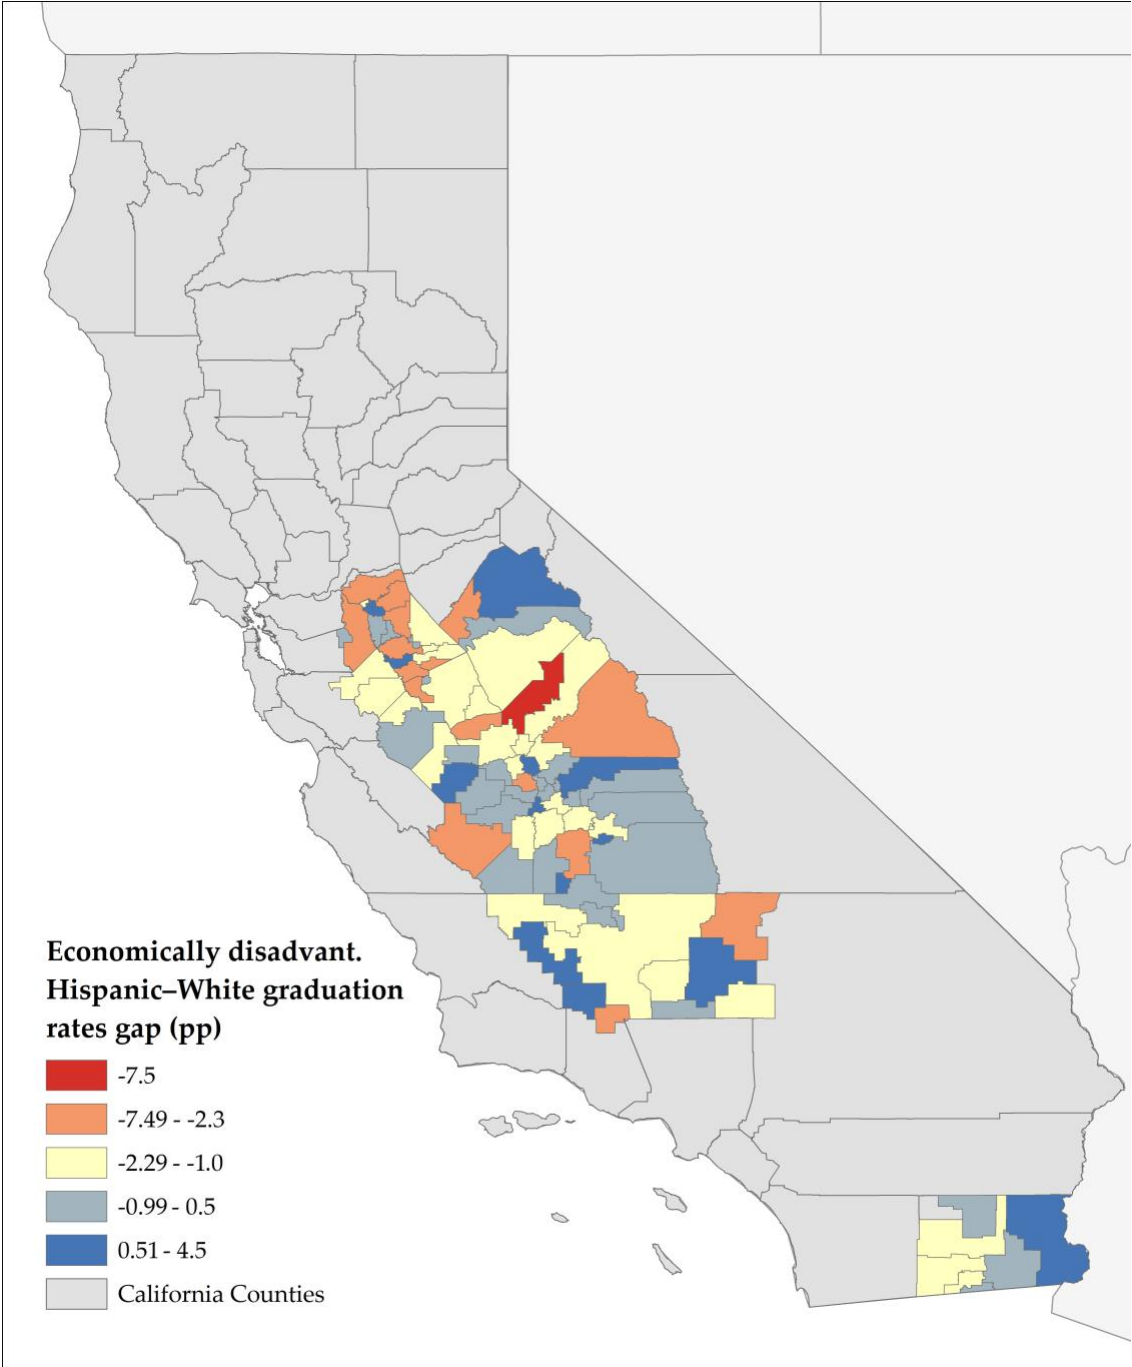 Economically disadvant.
Hispanic–White graduation
rates gap (pp)
-7.5
-7.49 - -2.3
-2.29 - -1.0
-0.99 - 0.5
0.51 - 4.5
California Counties